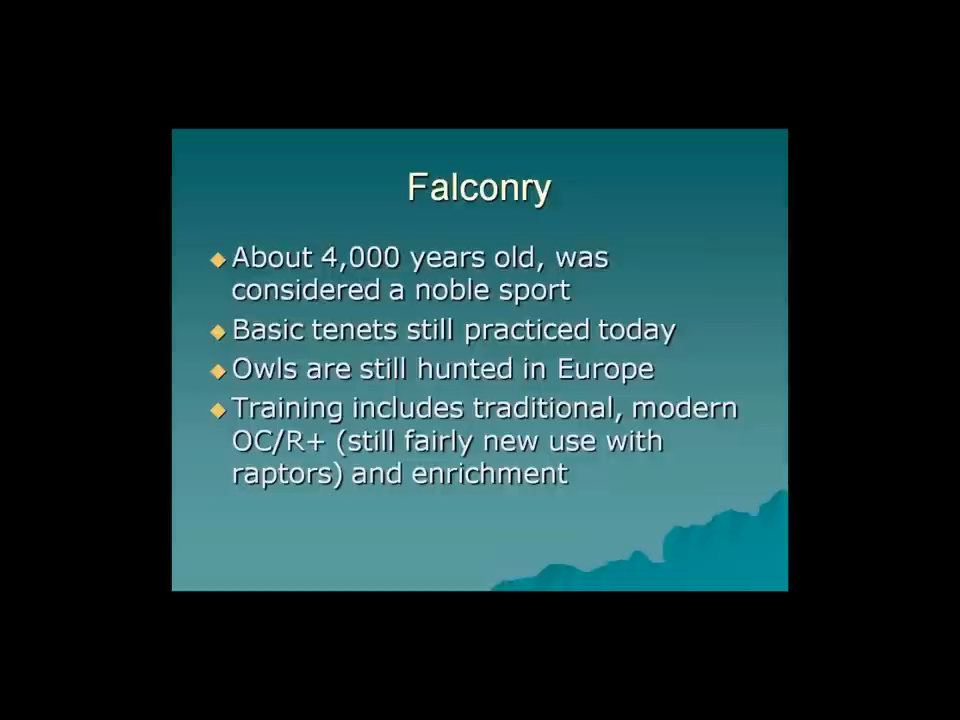 Falconry
About 4,000 years old, was
considered a noble sport
Basic tenets still practiced today
Owls are still hunted in Europe
Training includes traditional, modern
OC/R+ (still fairly new use with
raptors) and enrichment